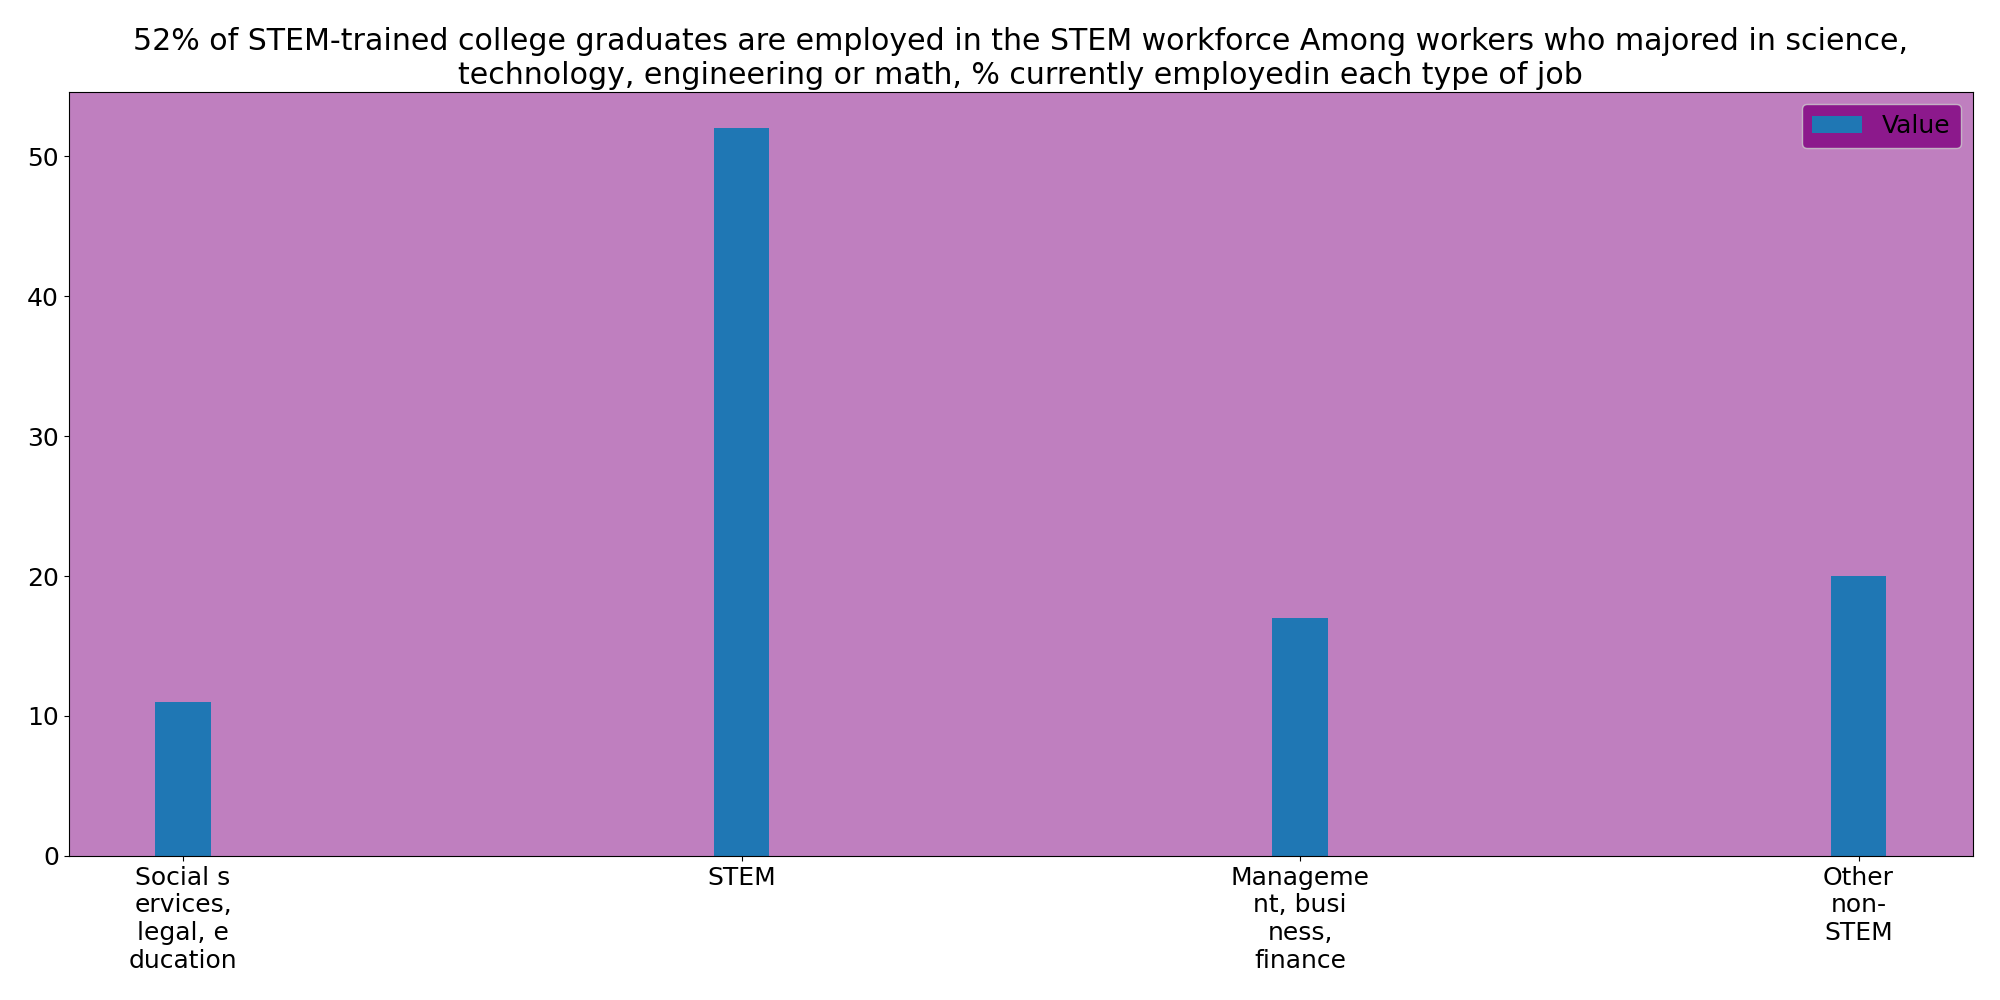 52% of STEM-trained college graduates are employed in the STEM workforce Among workers who majored in science,
technology, engineering or math, % currently employedin each type of job
Value
50
40
30
20
10
0
Social s
ervices,
legal, e
ducation
STEM
Manageme
nt, busi
ness,
finance
Other
non-
STEM